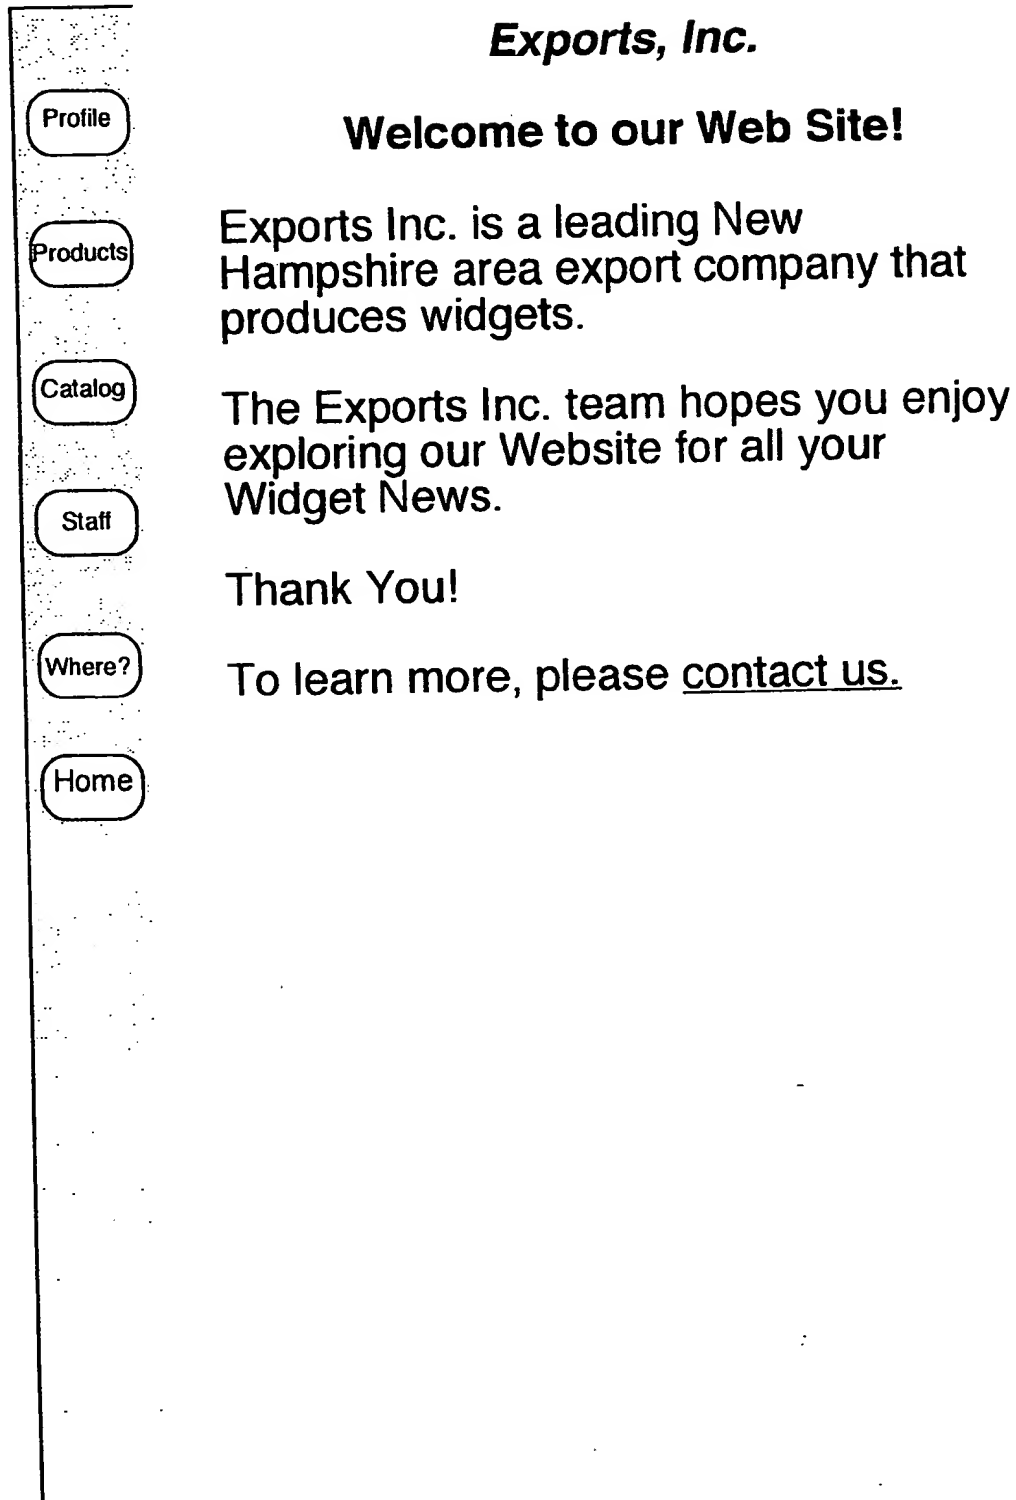 Exports, Inc.
Welcome to our Web Site!
Profile
Products
Catalog
Staff
Where?
Home
Exports Inc. is a leading New
Hampshire area export company that
produces widgets.
The Exports Inc. team hopes you enjoy
exploring our Website for all your
Widget News.
Thank You!
To learn more, please contact us.